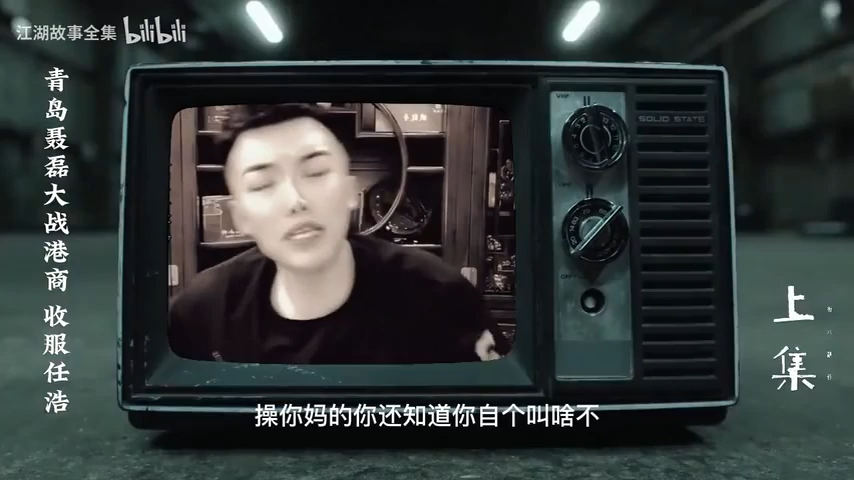 江湖故事全集 bilibili
青岛聂磊大战港商 收服任浩
VHF
SOLID STATE
上集
操你妈的你还知道你自个叫啥不